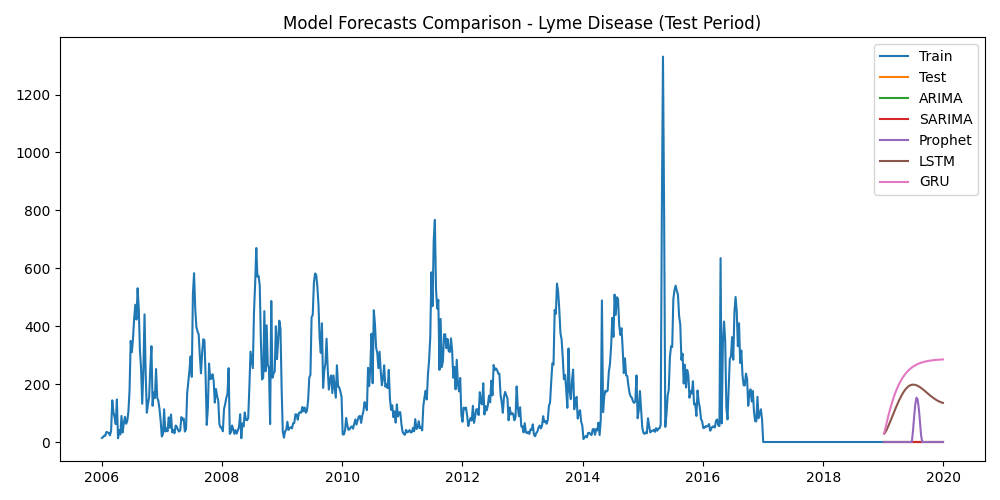 Model Forecasts Comparison - Lyme Disease (Test Period)
Train
Test
ARIMA
SARIMA
Prophet
LSTM
GRU
1200
1000
800
600
400
200
0
2006 2008 2010 2012 2014 2016 2018 2020